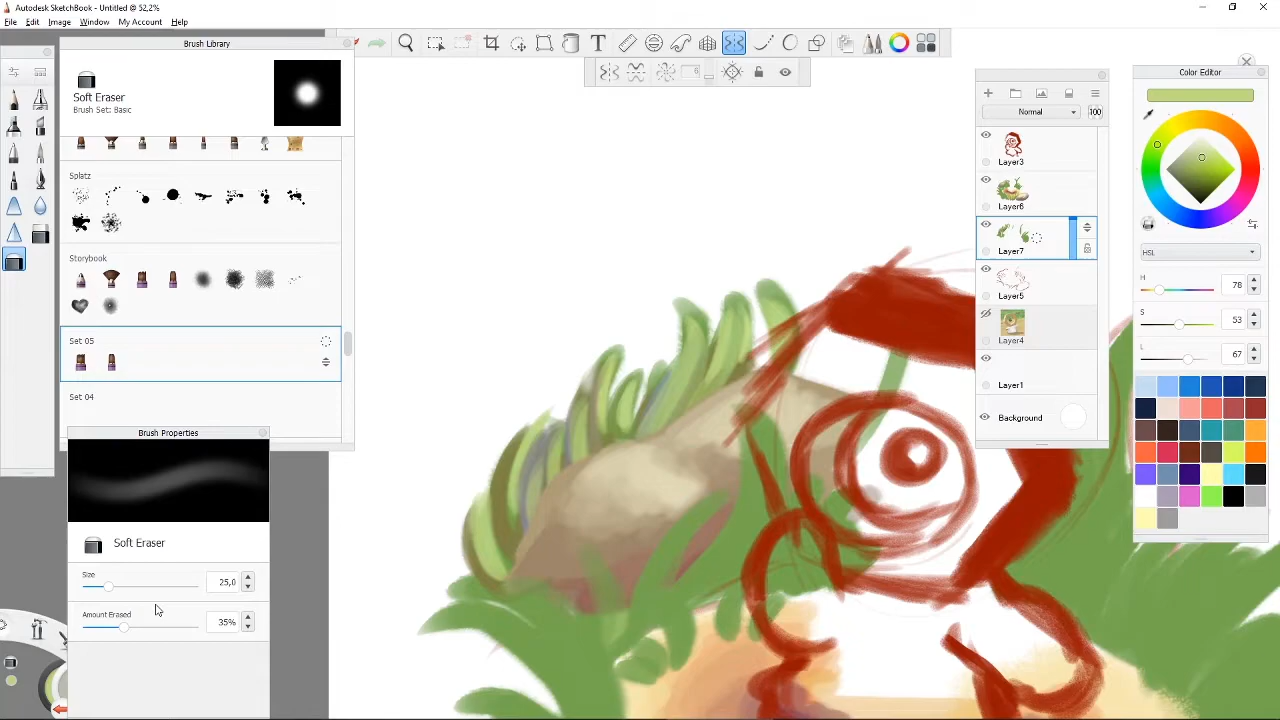 Autodesk SketchBook - Untitled @ 52,2%
File Edit Image Window My Account Help
Brush Library
Soft Eraser
Brush Set: Basic
Splatz
Storybook
Set 05
Set 04
Brush Properties
Soft Eraser
Size
25,0
Amount Erased
35%
T
Normal
100
Layer3
Layer6
Layer7
Layer5
Layer4
Layer1
Background
Color Editor
HSL
H
78
S
53
L
67